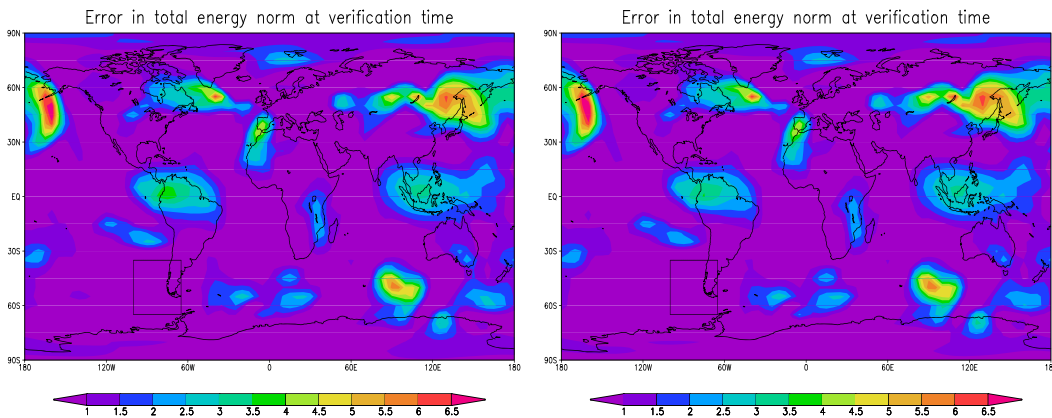 Error in total energy norm at verification time
90N
60N
30N
EQ
30S
60S
90S
180 120W 60W 0 60E 120E 180
1 1.5 2 2.5 3 3.5 4 4.5 5 5.5 6 6.5
Error in total energy norm at verification time
90N
60N
30N
EQ
30S
60S
90S
180 120W 60W 0 60E 120E 180
1 1.5 2 2.5 3 3.5 4 4.5 5 5.5 6 6.5